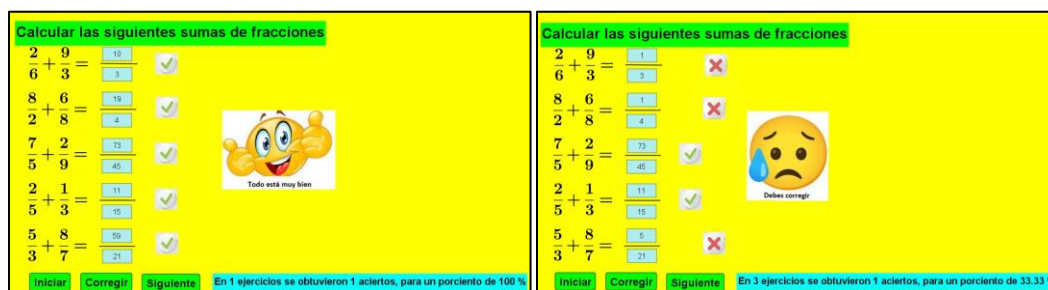 Calcular las siguientes sumas de fracciones
2/6 + 9/3 = 10/3
8/2 + 6/8 = 19/4
7/5 + 2/9 = 73/45
2/5 + 1/3 = 11/15
5/3 + 8/7 = 59/21
Todo está muy bien
Iniciar Corregir Siguiente En 1 ejercicios se obtuvieron 1 aciertos, para un porciento de 100 %
Calcular las siguientes sumas de fracciones
2/6 + 9/3 = 1/3
8/2 + 6/8 = 1/4
7/5 + 2/9 = 73/45
2/5 + 1/3 = 11/15
5/3 + 8/7 = 5/21
Debes corregir
Iniciar Corregir Siguiente En 3 ejercicios se obtuvieron 1 aciertos, para un porciento de 33.33 %